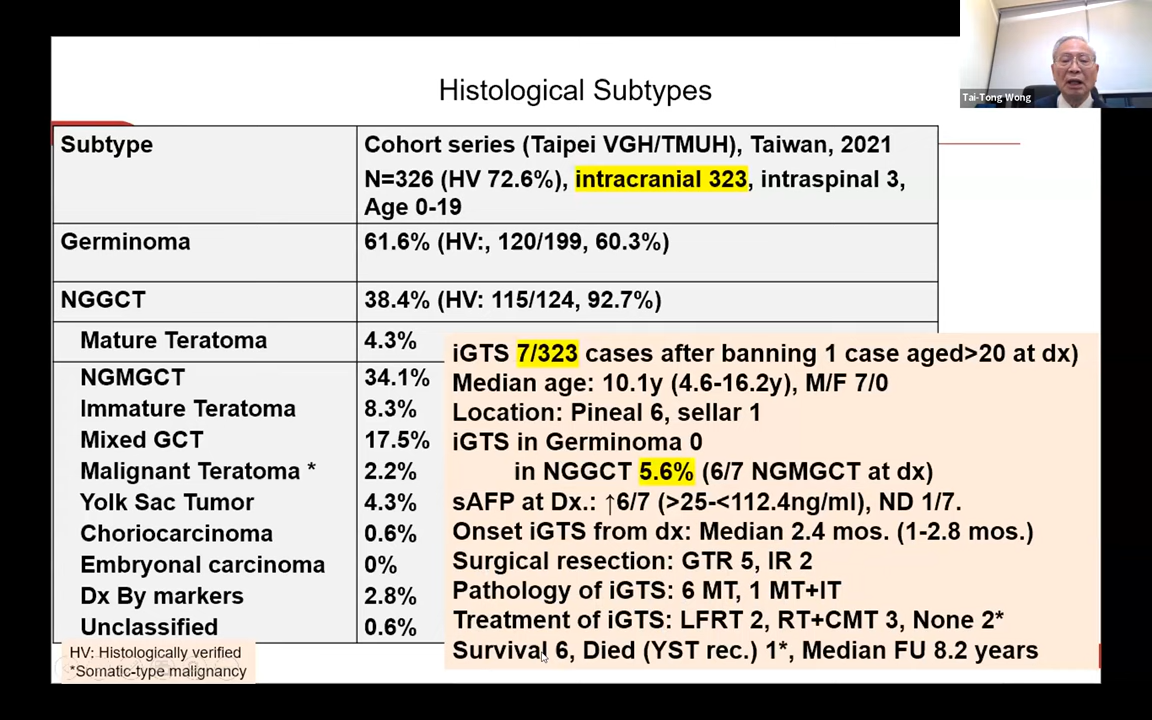 Tai-Tong Wong
Histological Subtypes
Subtype
Cohort series (Taipei VGH/TMUH), Taiwan, 2021
N=326 (HV 72.6%), intracranial 323, intraspinal 3,
Age 0-19
Germinoma
61.6% (HV:, 120/199, 60.3%)
NGGCT
38.4% (HV: 115/124, 92.7%)
Mature Teratoma
4.3%
NGMGCT
34.1%
Immature Teratoma
8.3%
Mixed GCT
17.5%
Malignant Teratoma *
2.2%
Yolk Sac Tumor
4.3%
Choriocarcinoma
0.6%
Embryonal carcinoma
0%
Dx By markers
2.8%
Unclassified
0.6%
iGTS 7/323 cases after banning 1 case aged>20 at dx)
Median age: 10.1y (4.6-16.2y), M/F 7/0
Location: Pineal 6, sellar 1
iGTS in Germinoma 0
in NGGCT 5.6% (6/7 NGMGCT at dx)
sAFP at Dx.: ↑6/7 (>25-<112.4ng/ml), ND 1/7.
Onset iGTS from dx: Median 2.4 mos. (1-2.8 mos.)
Surgical resection: GTR 5, IR 2
Pathology of iGTS: 6 MT, 1 MT+IT
Treatment of iGTS: LFRT 2, RT+CMT 3, None 2*
Survival 6, Died (YST rec.) 1*, Median FU 8.2 years
HV: Histologically verified
*Somatic-type malignancy